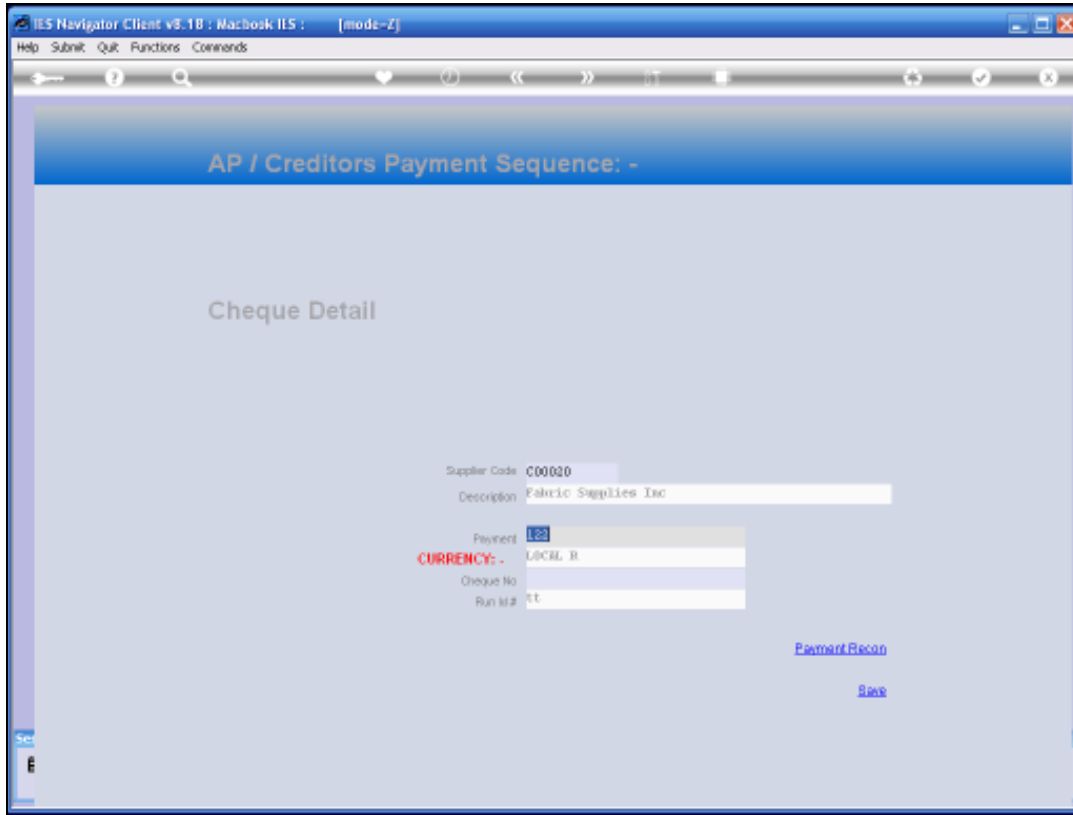 IES Navigator Client v8.18 : Macbook IES : [mode=Z]
Help Submit Quit Functions Commands
AP / Creditors Payment Sequence: -
Cheque Detail
Supplier Code C00020
Description Fabric Supplies Inc
Payment
CURRENCY: - LOCAL R
Cheque No
Run Id # tt
Payment Recon
Save